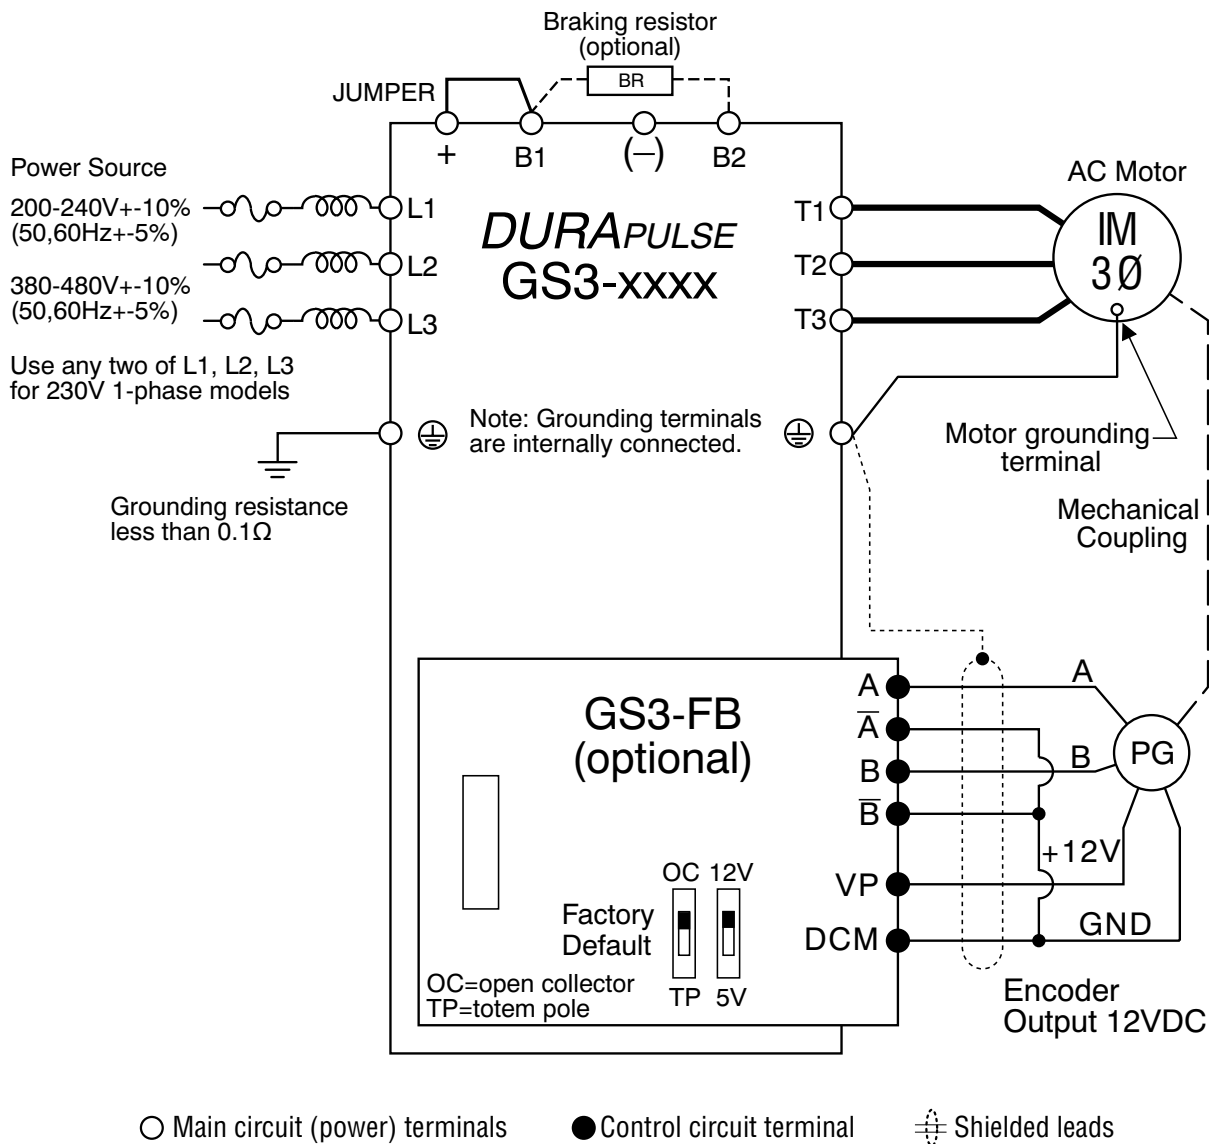 Braking resistor
(optional)
BR
JUMPER
+
B1
(—)
B2
Power Source
200-240V+-10%
(50,60Hz+-5%)
380-480V+-10%
(50,60Hz+-5%)
Use any two of L1, L2, L3
for 230V 1-phase models
L1
L2
L3
DURAPULSE
GS3-xxxx
T1
T2
T3
AC Motor
IM
3Ø
Note: Grounding terminals
are internally connected.
Motor grounding
terminal
Mechanical
Coupling
Grounding resistance
less than 0.1Ω
GS3-FB
(optional)
A
A̅
B
B̅
VP
DCM
A
B
PG
+12V
GND
OC 12V
Factory
Default
TP 5V
OC=open collector
TP=totem pole
Encoder
Output 12VDC
Main circuit (power) terminals
Control circuit terminal
Shielded leads